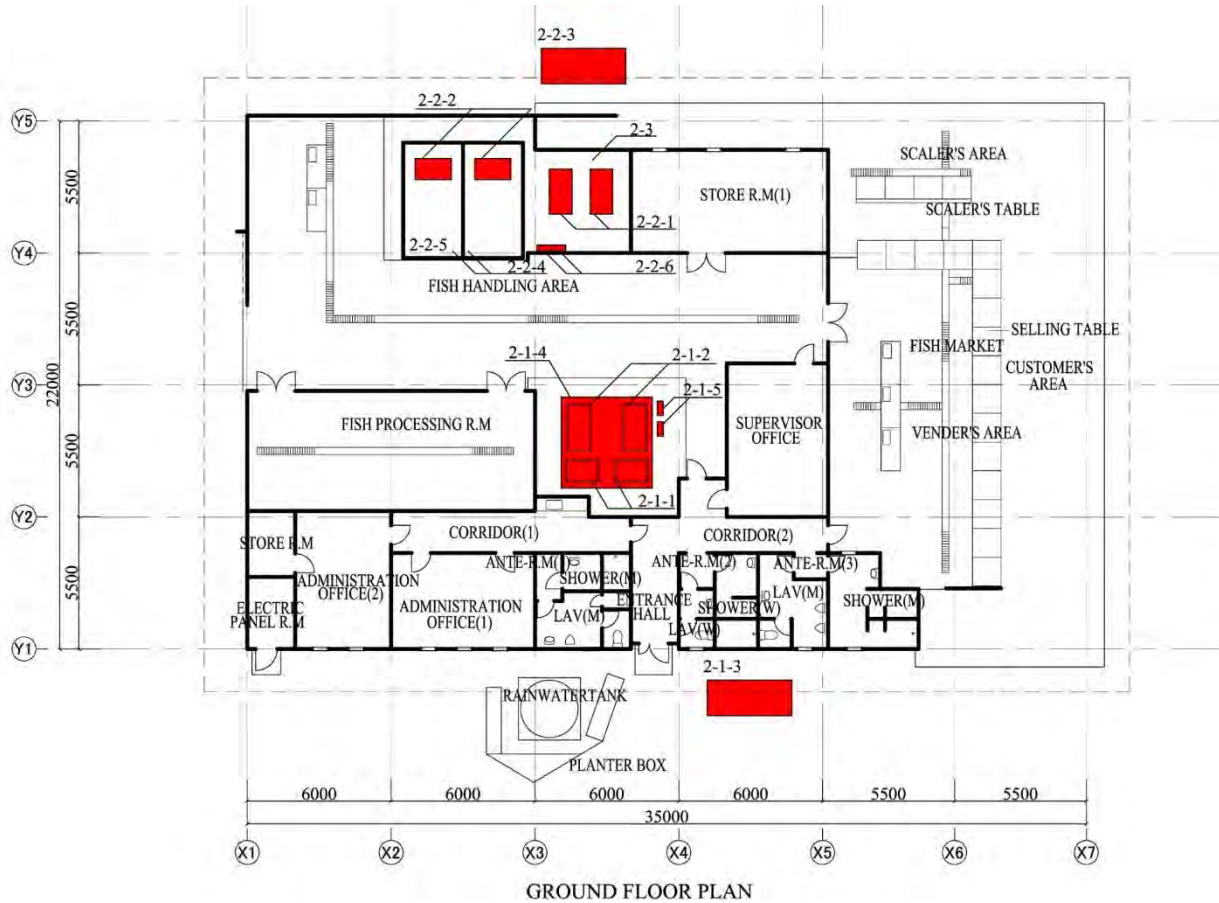 2-2-3
2-2-2
2-3
Y5
SCALER'S AREA
STORE R.M(1)
SCALER'S TABLE
5500
2-2-1
Y4
2-2-5
2-2-4
2-2-6
FISH HANDLING AREA
5500
SELLING TABLE
FISH MARKET
2-1-4
2-1-2
CUSTOMER'S
AREA
Y3
2-1-5
22000
FISH PROCESSING R.M
SUPERVISOR
OFFICE
VENDER'S AREA
5500
2-1-1
Y2
CORRIDOR(1)
CORRIDOR(2)
STORE R.M
ANTE-R.M(1)
ANTE-R.M(2)
ANTE-R.M(3)
SHOWER(M)
ADMINISTRATION
OFFICE(2)
5500
ENTRANCE
HALL
SHOWER(W)
LAV(M)
SHOWER(M)
ELECTRIC
PANEL R.M
ADMINISTRATION
OFFICE(1)
LAV(M)
LAV(W)
Y1
2-1-3
RAINWATERTANK
PLANTER BOX
6000
6000
6000
6000
5500
5500
35000
X1
X2
X3
X4
X5
X6
X7
GROUND FLOOR PLAN